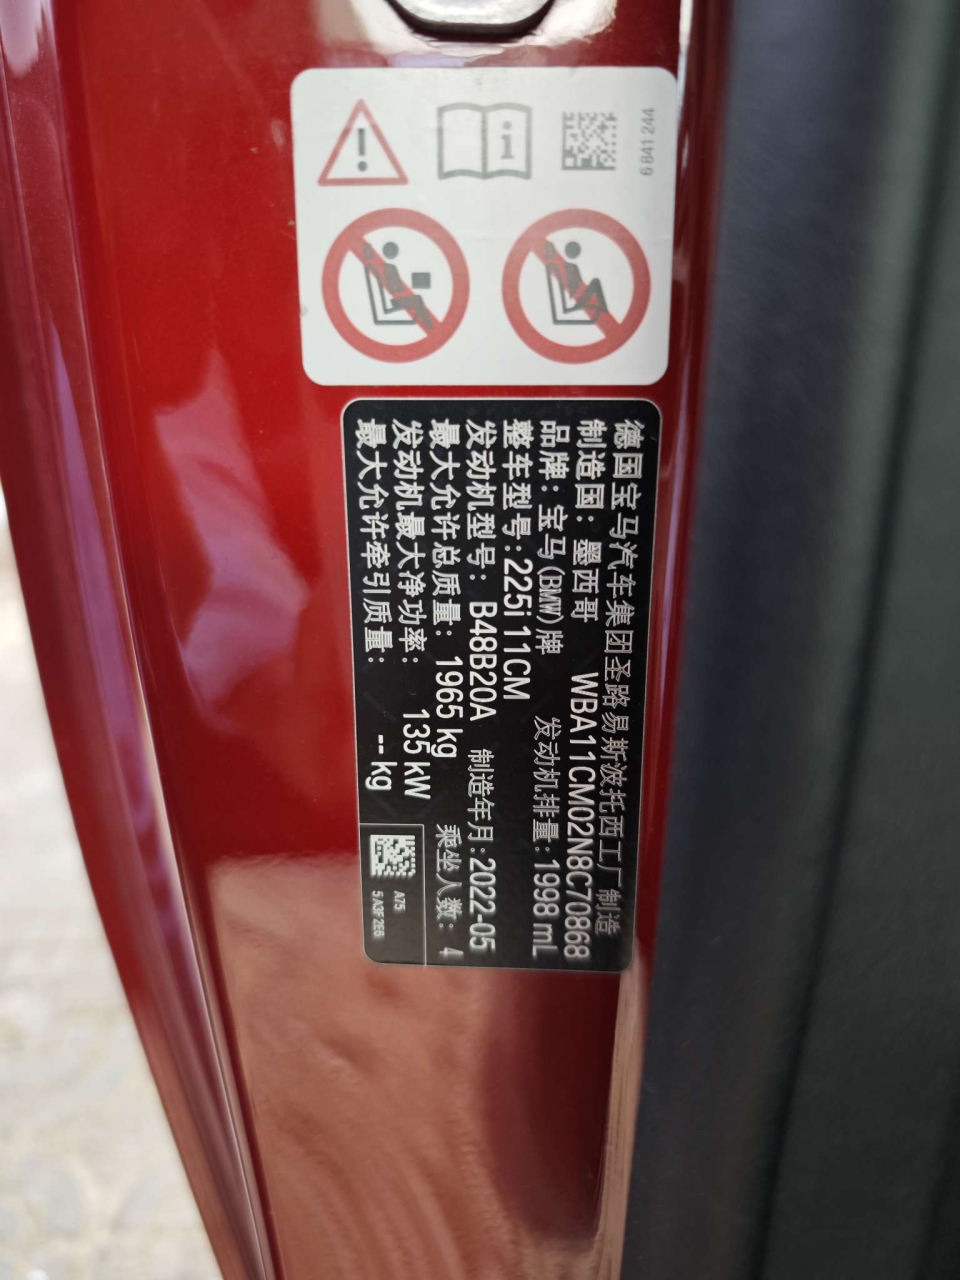 6 841 244
德国宝马汽车集团圣路易斯波托西工厂制造
制造国：墨西哥 WBA11CM02N8C70868
品牌：宝马(BMW)牌 发动机排量：1998 mL
整车型号：225i 11CM
发动机型号：B48B20A 制造年月：2022-05
最大允许总质量：1965 kg 乘坐人数：4
发动机最大净功率：135 kW
最大允许牵引质量：-- kg
A75
5A3F2E6